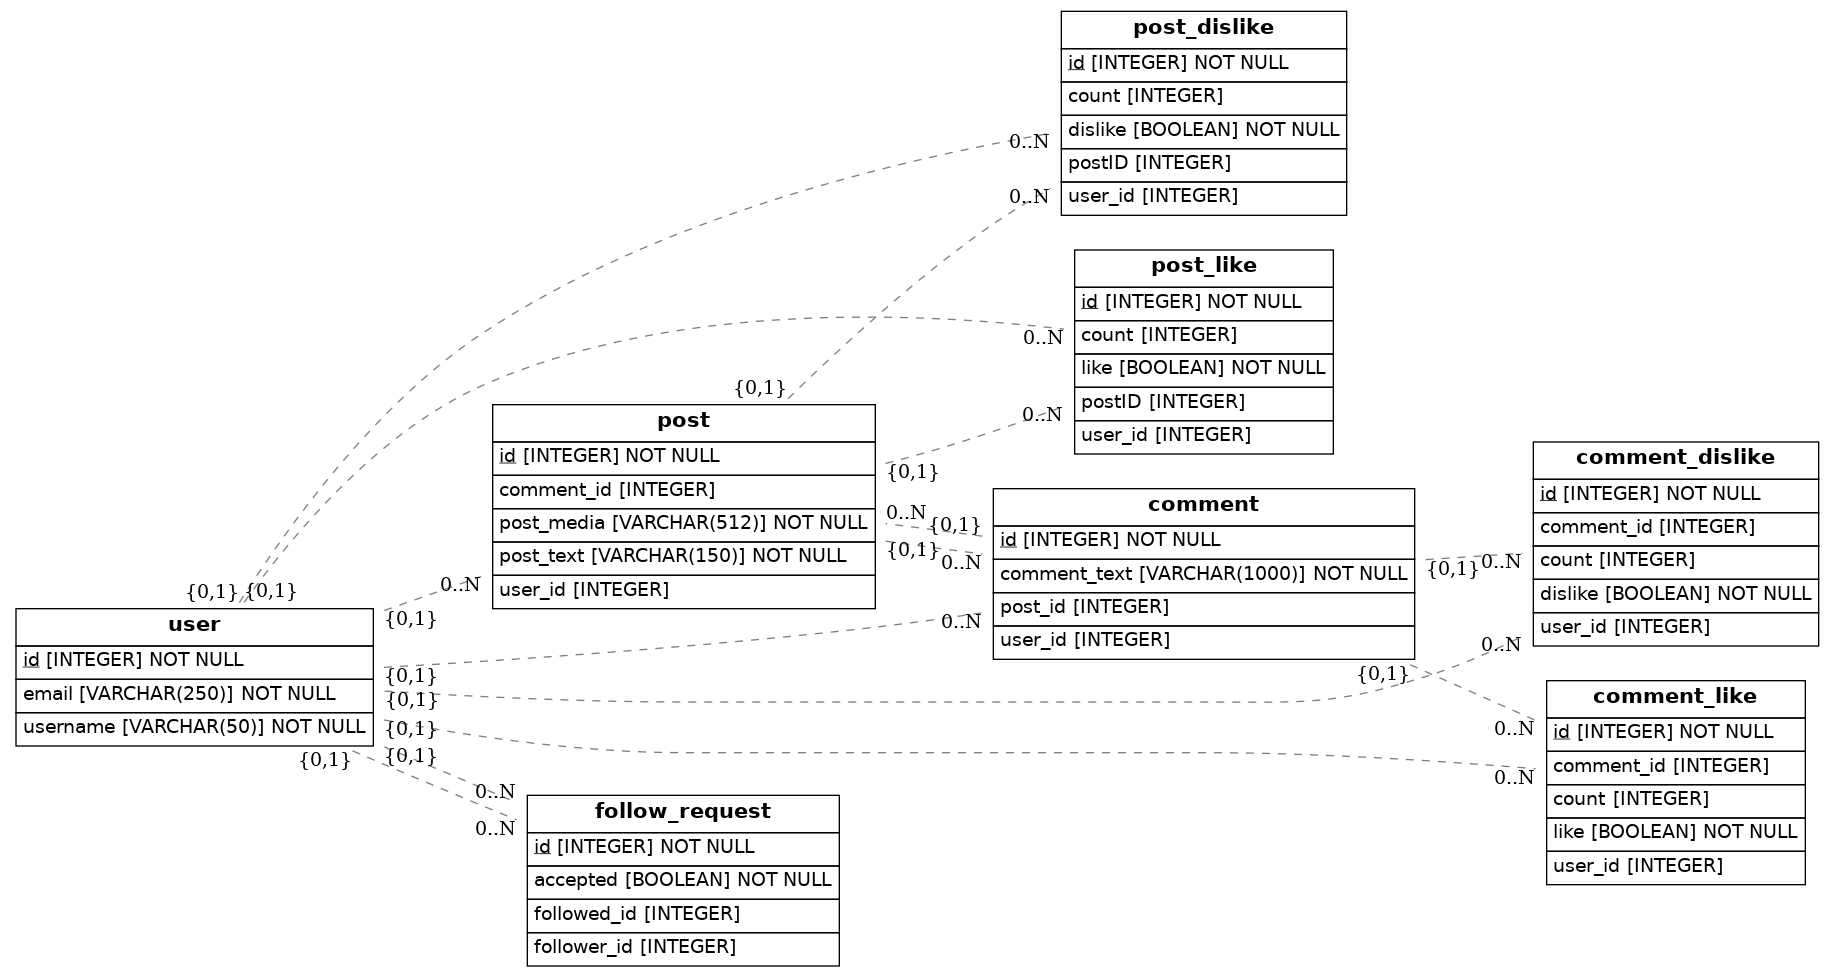 post_dislike
id [INTEGER] NOT NULL
count [INTEGER]
dislike [BOOLEAN] NOT NULL
postID [INTEGER]
user_id [INTEGER]
0..N
0..N
post_like
id [INTEGER] NOT NULL
count [INTEGER]
like [BOOLEAN] NOT NULL
postID [INTEGER]
user_id [INTEGER]
0..N
0..N
{0,1}
post
id [INTEGER] NOT NULL
comment_id [INTEGER]
post_media [VARCHAR(512)] NOT NULL
post_text [VARCHAR(150)] NOT NULL
user_id [INTEGER]
{0,1}
0..N
{0,1}
{0,1}
0..N
comment
id [INTEGER] NOT NULL
comment_text [VARCHAR(1000)] NOT NULL
post_id [INTEGER]
user_id [INTEGER]
0..N
{0,1}
{0,1}
comment_dislike
id [INTEGER] NOT NULL
comment_id [INTEGER]
count [INTEGER]
dislike [BOOLEAN] NOT NULL
user_id [INTEGER]
0..N
0..N
{0,1}
{0,1}
0..N
{0,1}
user
id [INTEGER] NOT NULL
email [VARCHAR(250)] NOT NULL
username [VARCHAR(50)] NOT NULL
{0,1}
{0,1}
{0,1}
{0,1}
{0,1}
comment_like
id [INTEGER] NOT NULL
comment_id [INTEGER]
count [INTEGER]
like [BOOLEAN] NOT NULL
user_id [INTEGER]
0..N
0..N
0..N
0..N
follow_request
id [INTEGER] NOT NULL
accepted [BOOLEAN] NOT NULL
followed_id [INTEGER]
follower_id [INTEGER]